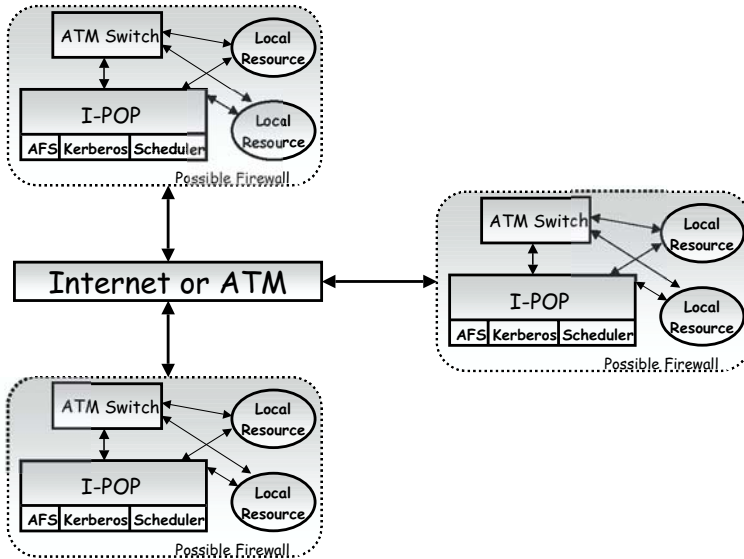 ATM Switch
Local
Resource
I-POP
Local
Resource
AFS Kerberos Scheduler
Possible Firewall
Internet or ATM
ATM Switch
Local
Resource
I-POP
Local
Resource
AFS Kerberos Scheduler
Possible Firewall
ATM Switch
Local
Resource
I-POP
Local
Resource
AFS Kerberos Scheduler
Possible Firewall